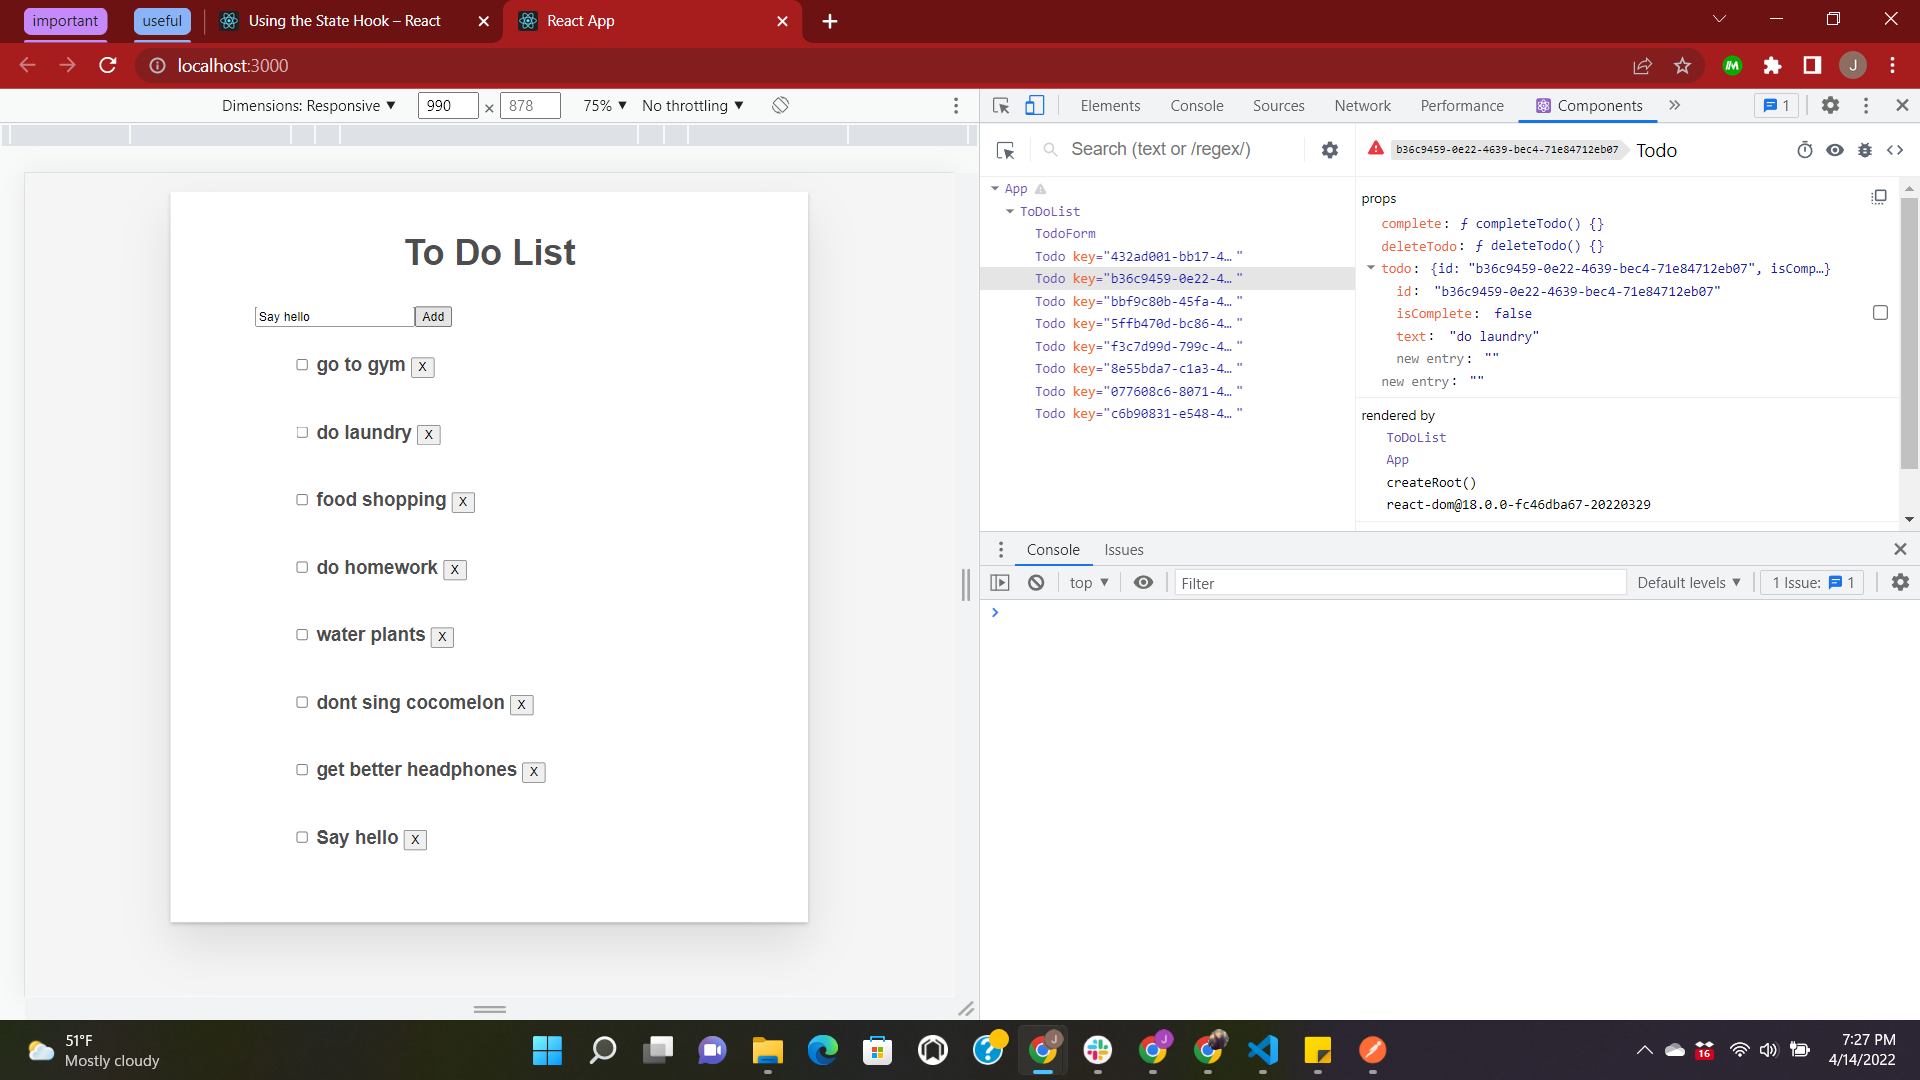 important
useful
Using the State Hook – React
React App
localhost:3000
J
Dimensions: Responsive ▼
990
×
878
75% ▼
No throttling ▼
Elements
Console
Sources
Network
Performance
Components
»
1
Search (text or /regex/)
b36c9459-0e22-4639-bec4-71e84712eb07
Todo
To Do List
Say hello
Add
go to gym X
do laundry X
food shopping X
do homework X
water plants X
dont sing cocomelon X
get better headphones X
Say hello X
App
ToDoList
TodoForm
Todo key="432ad001-bb17-4…"
Todo key="b36c9459-0e22-4…"
Todo key="bbf9c80b-45fa-4…"
Todo key="5ffb470d-bc86-4…"
Todo key="f3c7d99d-799c-4…"
Todo key="8e55bda7-c1a3-4…"
Todo key="077608c6-8071-4…"
Todo key="c6b90831-e548-4…"
props
complete: ƒ completeTodo() {}
deleteTodo: ƒ deleteTodo() {}
todo: {id: "b36c9459-0e22-4639-bec4-71e84712eb07", isComp…}
id: "b36c9459-0e22-4639-bec4-71e84712eb07"
isComplete: false
text: "do laundry"
new entry: ""
new entry: ""
rendered by
ToDoList
App
createRoot()
react-dom@18.0.0-fc46dba67-20220329
Console
Issues
top ▼
Filter
Default levels ▼
1 Issue: 1
51°F
Mostly cloudy
16
7:27 PM
4/14/2022